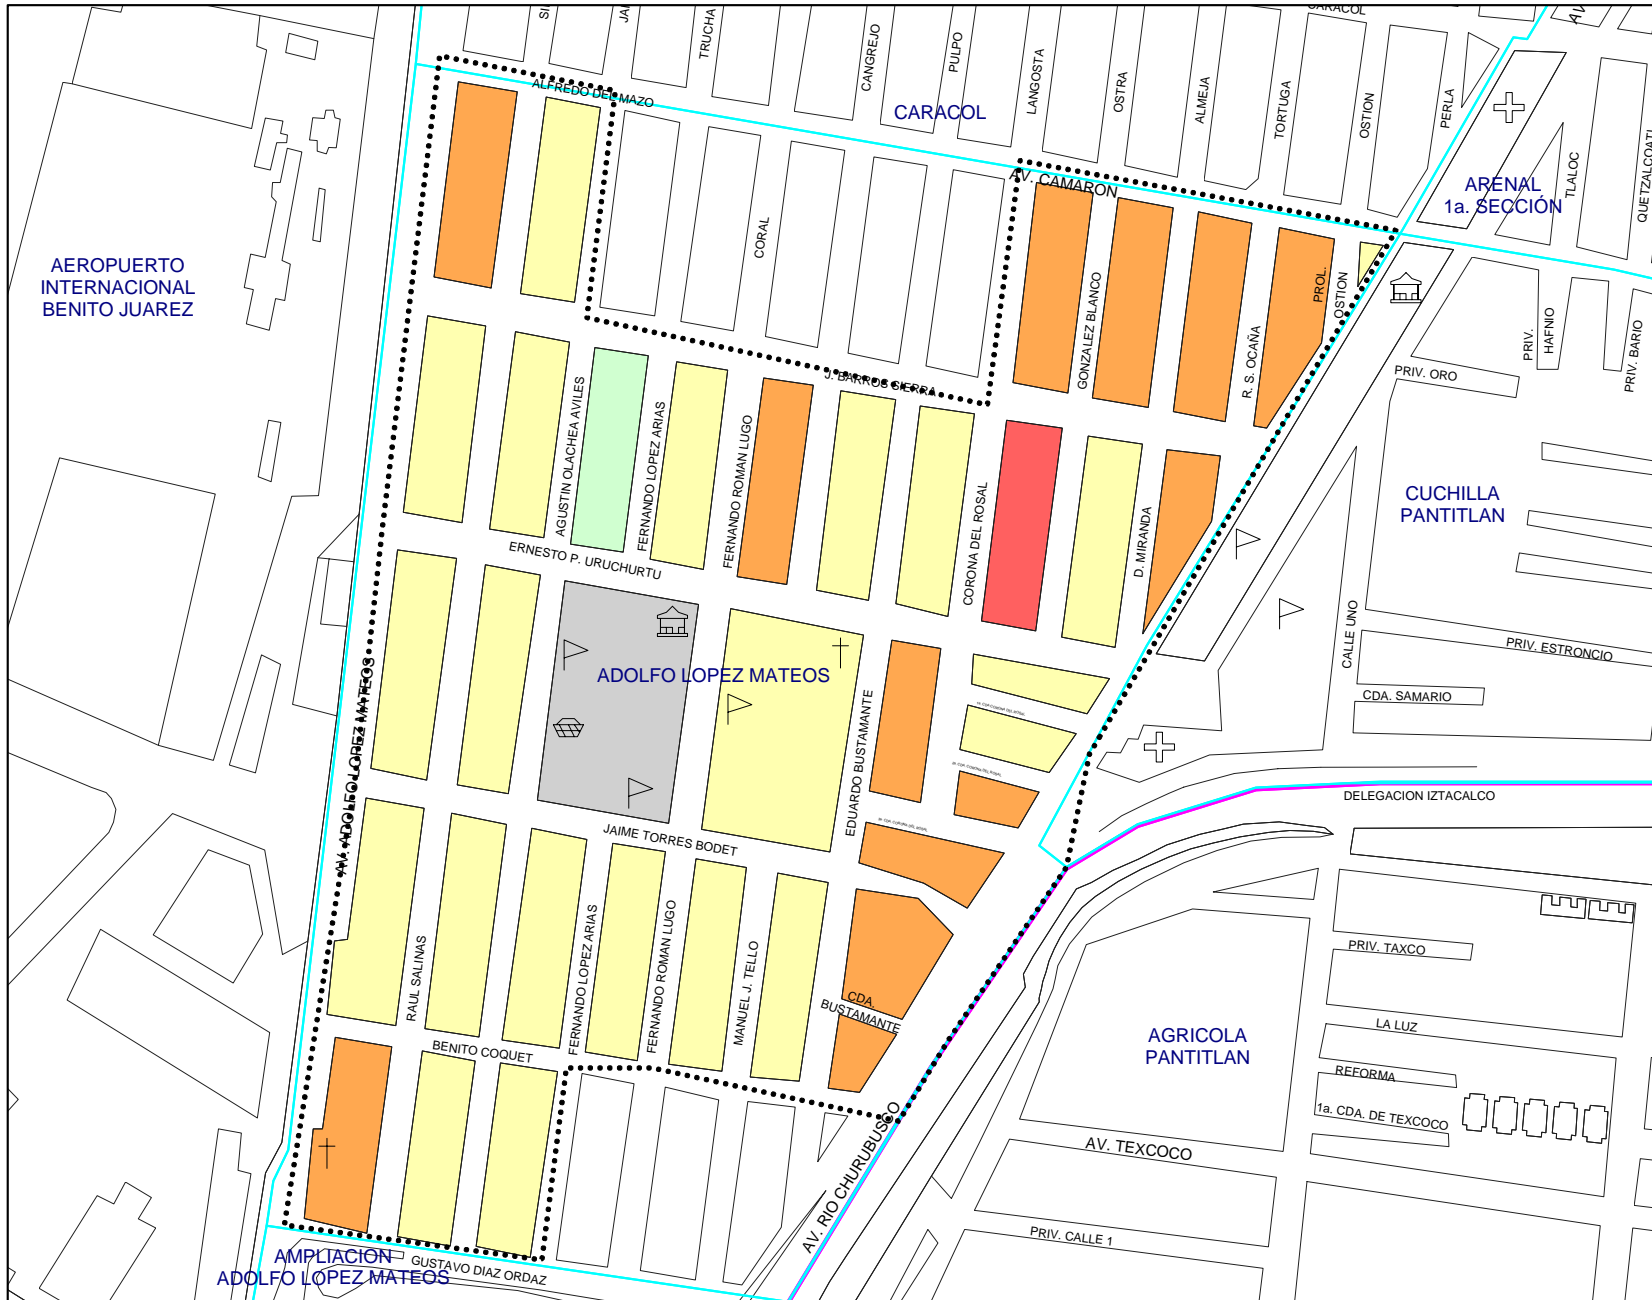 TRUCHA
CANGREJO
PULPO
LANGOSTA
OSTRA
ALMEJA
TORTUGA
OSTION
PERLA
CARACOL
AV.
ALFREDO DEL MAZO
CARACOL
AV. CAMARON
ARENAL
1a. SECCIÓN
TLALOC
CORAL
AEROPUERTO
INTERNACIONAL
BENITO JUAREZ
GONZALEZ BLANCO
R. S. OCAÑA
PROL.
OSTION
PRIV.
HAFNIO
PRIV. BARIO
PRIV. ORO
J. BARROS SIERRA
AGUSTIN OLACHEA AVILES
FERNANDO LOPEZ ARIAS
FERNANDO ROMAN LUGO
CORONA DEL ROSAL
D. MIRANDA
CUCHILLA
PANTITLAN
ERNESTO P. URUCHURTU
CALLE UNO
PRIV. ESTRONCIO
CDA. SAMARIO
ADOLFO LOPEZ MATEOS
AV. ADOLFO LOPEZ MATEOS
EDUARDO BUSTAMANTE
DELEGACION IZTACALCO
JAIME TORRES BODET
RAUL SALINAS
FERNANDO LOPEZ ARIAS
FERNANDO ROMAN LUGO
MANUEL J. TELLO
CDA.
BUSTAMANTE
BENITO COQUET
PRIV. TAXCO
LA LUZ
REFORMA
1a. CDA. DE TEXCOCO
AGRICOLA
PANTITLAN
AV. TEXCOCO
AV. RIO CHURUBUSCO
PRIV. CALLE 1
AMPLIACION
ADOLFO LOPEZ MATEOS
GUSTAVO DIAZ ORDAZ